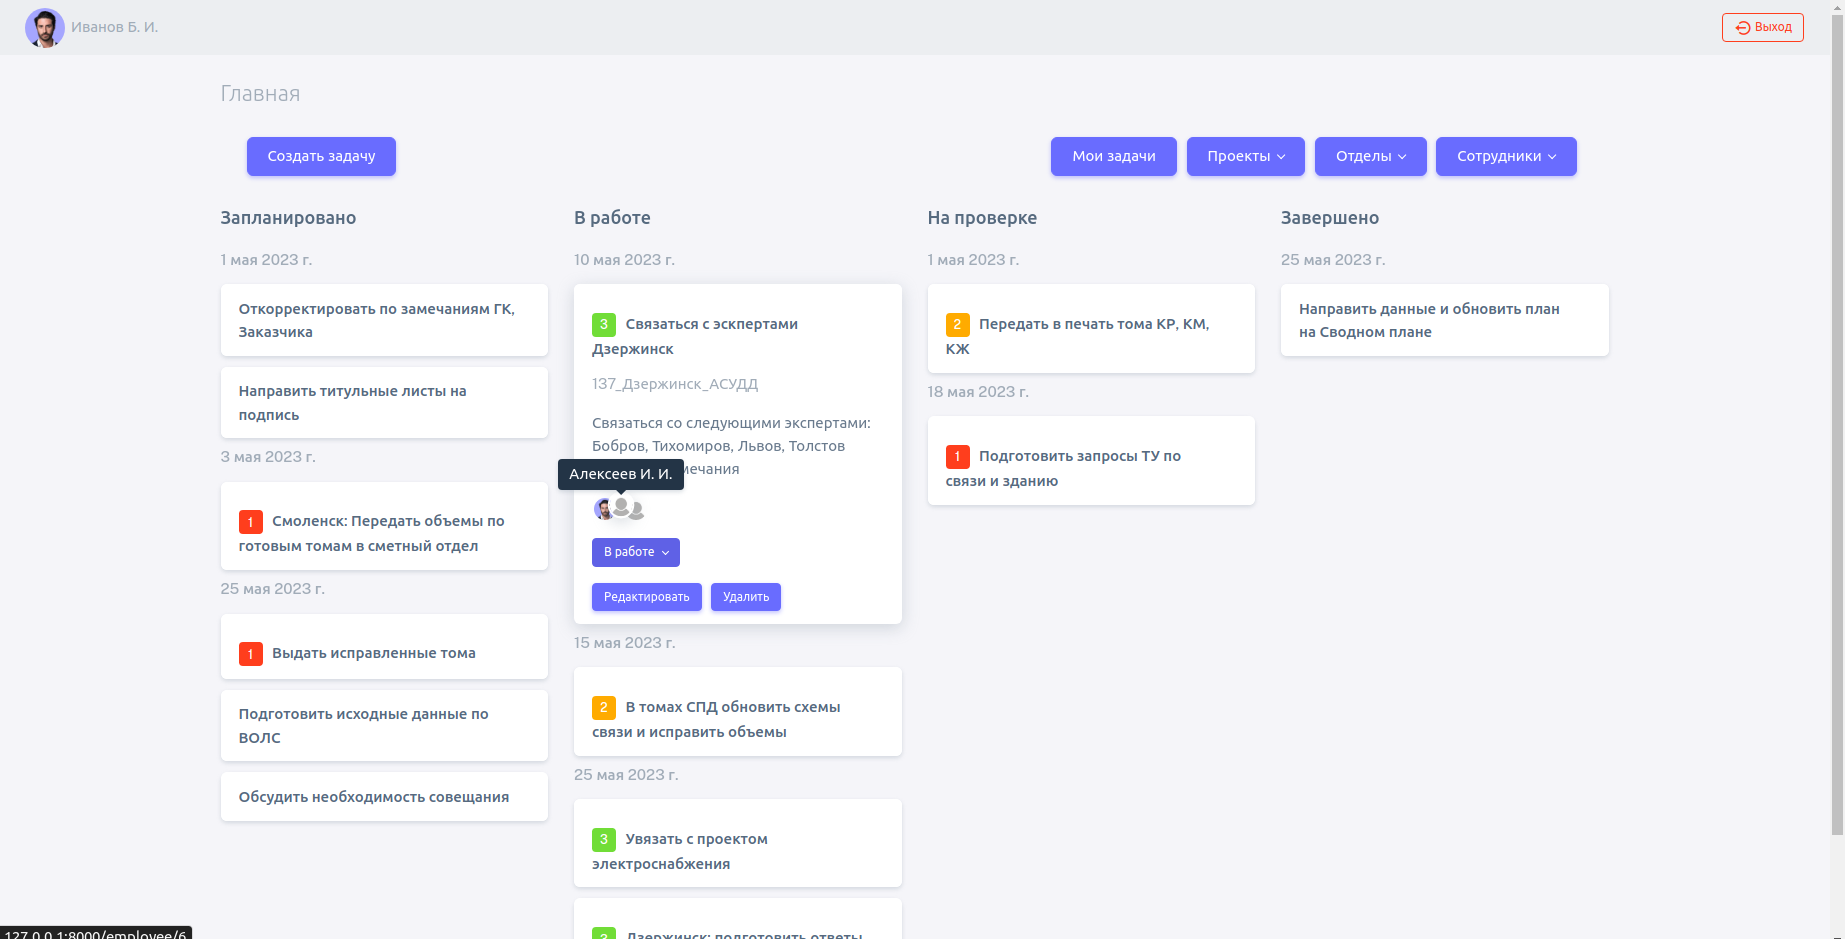 Иванов Б. И.
Выход
Главная
Создать задачу
Мои задачи
Проекты
Отделы
Сотрудники
Запланировано
1 мая 2023 г.
Откорректировать по замечаниям ГК,
Заказчика
Направить титульные листы на
подпись
3 мая 2023 г.
1 Смоленск: Передать объемы по
готовым томам в сметный отдел
25 мая 2023 г.
1 Выдать исправленные тома
Подготовить исходные данные по
ВОЛС
Обсудить необходимость совещания
В работе
10 мая 2023 г.
3 Связаться с эскпертами
Дзержинск
137_Дзержинск_АСУДД
Связаться со следующими экспертами:
Бобров, Тихомиров, Львов, Толстов
мечания
Алексеев И. И.
В работе
Редактировать
Удалить
15 мая 2023 г.
2 В томах СПД обновить схемы
связи и исправить объемы
25 мая 2023 г.
3 Увязать с проектом
электроснабжения
Дзержинск: подготовить ответы
На проверке
1 мая 2023 г.
2 Передать в печать тома КР, КМ,
КЖ
18 мая 2023 г.
1 Подготовить запросы ТУ по
связи и зданию
Завершено
25 мая 2023 г.
Направить данные и обновить план
на Сводном плане
127.0.0.1:8000/employee/6